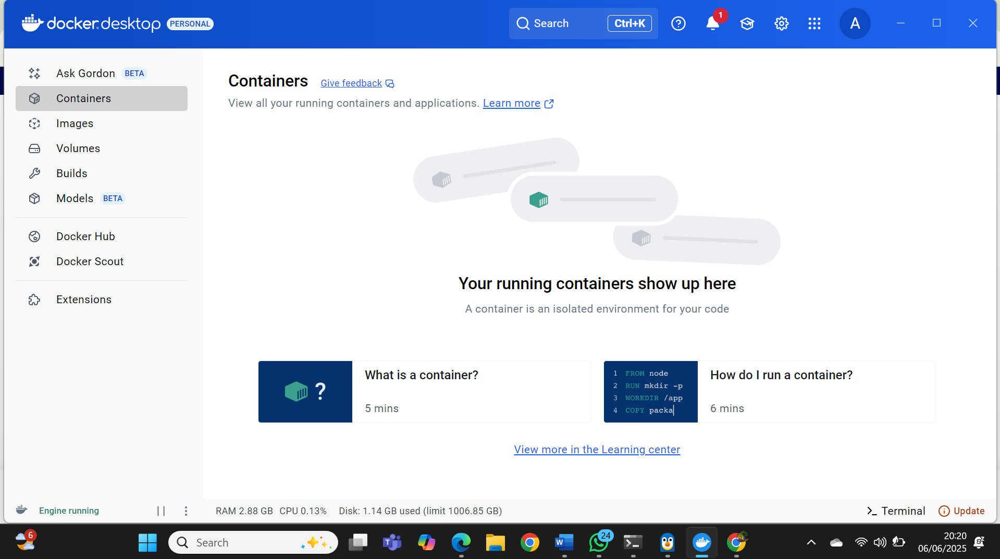 docker desktop PERSONAL
Search Ctrl+K
1
A
Ask Gordon BETA
Containers
Images
Volumes
Builds
Models BETA
Docker Hub
Docker Scout
Extensions
Containers Give feedback
View all your running containers and applications. Learn more
Your running containers show up here
A container is an isolated environment for your code
?
What is a container?
5 mins
1 FROM node
2 RUN mkdir -p
3 WORKDIR /app
4 COPY packa
How do I run a container?
6 mins
View more in the Learning center
Engine running
RAM 2.88 GB CPU 0.13% Disk: 1.14 GB used (limit 1006.85 GB)
>_ Terminal
Update
6
Search
24
20:20
06/06/2025